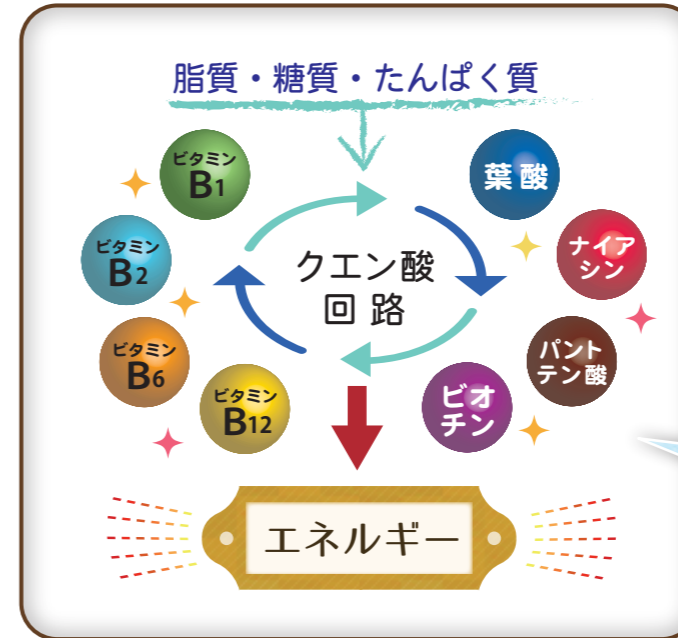 脂質・糖質・たんぱく質
ビタミン
B1
葉酸
ビタミン
B2
ナイア
シン
クエン酸
回路
ビタミン
B6
パント
テン酸
ビタミン
B12
ビオ
チン
エネルギー